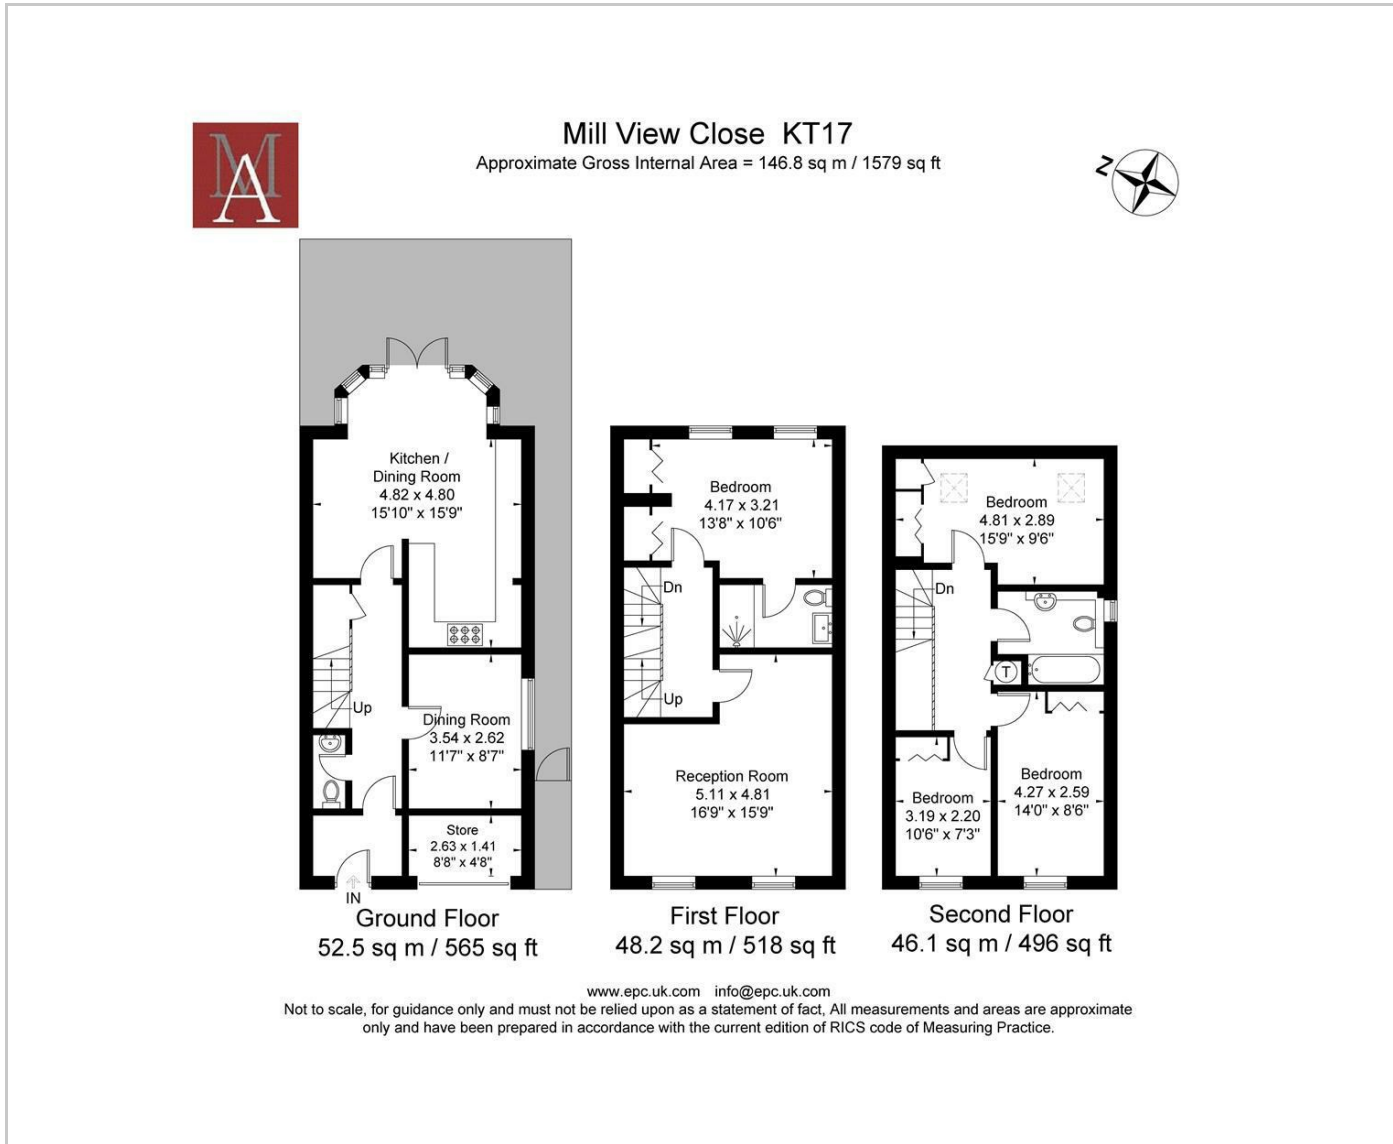 MA
Mill View Close KT17
Approximate Gross Internal Area = 146.8 sq m / 1579 sq ft
Z
Kitchen /
Dining Room
4.82 x 4.80
15'10" x 15'9"
Up
Dining Room
3.54 x 2.62
11'7" x 8'7"
Store
2.63 x 1.41
8'8" x 4'8"
IN
Ground Floor
52.5 sq m / 565 sq ft
Bedroom
4.17 x 3.21
13'8" x 10'6"
Dn
Up
Reception Room
5.11 x 4.81
16'9" x 15'9"
First Floor
48.2 sq m / 518 sq ft
Bedroom
4.81 x 2.89
15'9" x 9'6"
Dn
T
Bedroom
4.27 x 2.59
14'0" x 8'6"
Bedroom
3.19 x 2.20
10'6" x 7'3"
Second Floor
46.1 sq m / 496 sq ft
www.epc.uk.com info@epc.uk.com
Not to scale, for guidance only and must not be relied upon as a statement of fact, All measurements and areas are approximate
only and have been prepared in accordance with the current edition of RICS code of Measuring Practice.